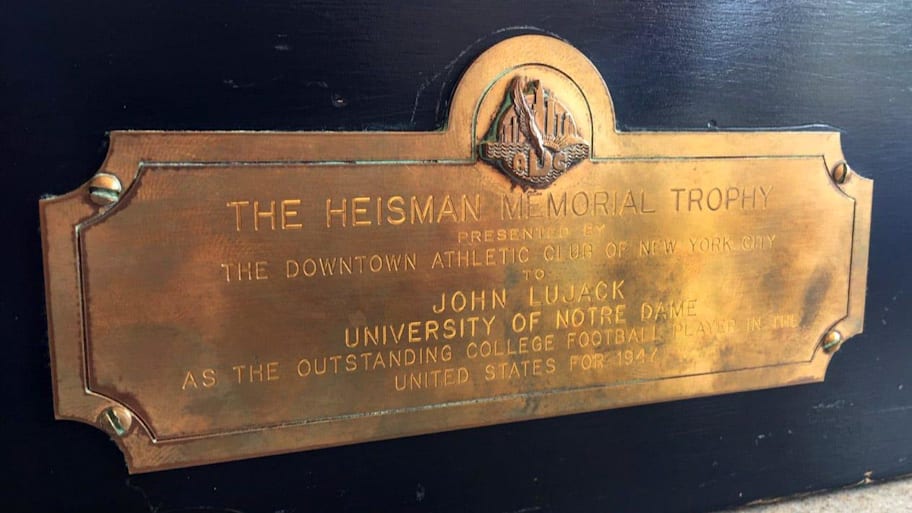 DAC
THE HEISMAN MEMORIAL TROPHY
PRESENTED BY
THE DOWNTOWN ATHLETIC CLUB OF NEW YORK CITY
TO
JOHN LUJACK
UNIVERSITY OF NOTRE DAME
AS THE OUTSTANDING COLLEGE FOOTBALL PLAYER IN THE
UNITED STATES FOR 1947